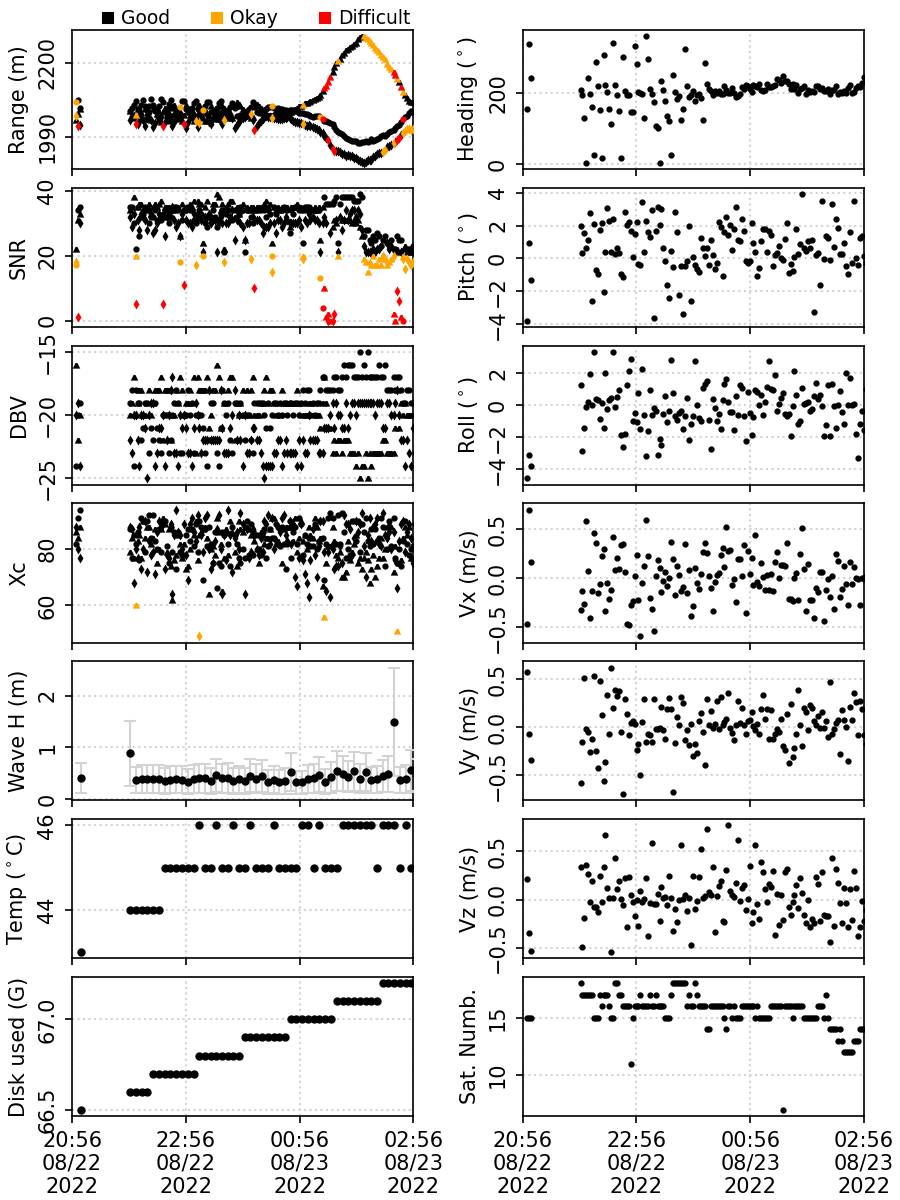 Good Okay Difficult
Range (m)
2200
1990
Heading (°)
200
0
SNR
40
20
0
Pitch (°)
4
2
0
−2
−4
DBV
−15
−20
−25
Roll (°)
2
0
−2
−4
Xc
80
60
Vx (m/s)
0.5
0.0
−0.5
Wave H (m)
2
1
0
Vy (m/s)
0.5
0.0
−0.5
Temp (°C)
46
44
Vz (m/s)
0.5
0.0
−0.5
Disk used (G)
67.0
66.5
Sat. Numb.
15
10
20:56 22:56 00:56 02:56
08/22 08/22 08/23 08/23
2022 2022 2022 2022
20:56 22:56 00:56 02:56
08/22 08/22 08/23 08/23
2022 2022 2022 2022